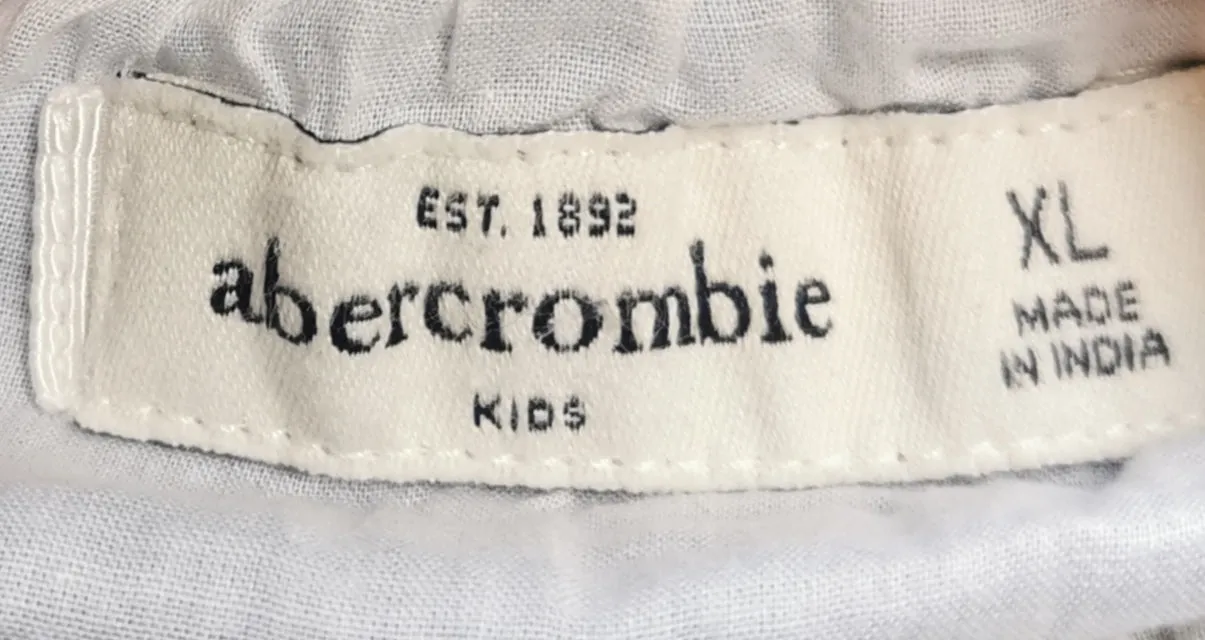 EST. 1892
abercrombie
KIDS
XL
MADE
IN INDIA